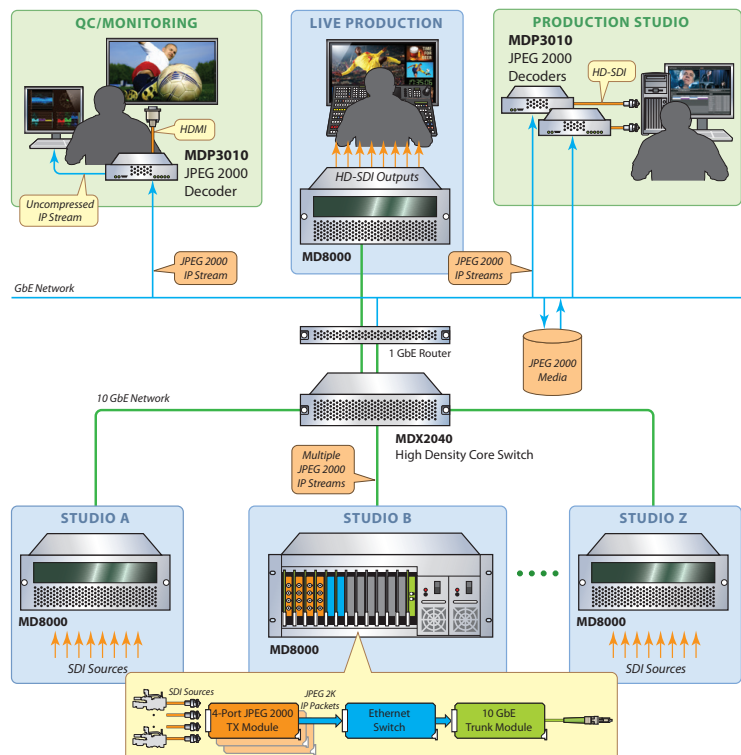 QC/MONITORING
HDMI
MDP3010
JPEG 2000
Decoder
Uncompressed
IP Stream
JPEG 2000
IP Stream
LIVE PRODUCTION
HD-SDI Outputs
MD8000
PRODUCTION STUDIO
MDP3010
JPEG 2000
Decoders
HD-SDI
JPEG 2000
IP Streams
GbE Network
1 GbE Router
JPEG 2000
Media
10 GbE Network
MDX2040
High Density Core Switch
Multiple
JPEG 2000
IP Streams
STUDIO A
MD8000
SDI Sources
STUDIO B
MD8000
STUDIO Z
MD8000
SDI Sources
SDI Sources
4-Port JPEG 2000
TX Module
JPEG 2K
IP Packets
Ethernet
Switch
10 GbE
Trunk Module